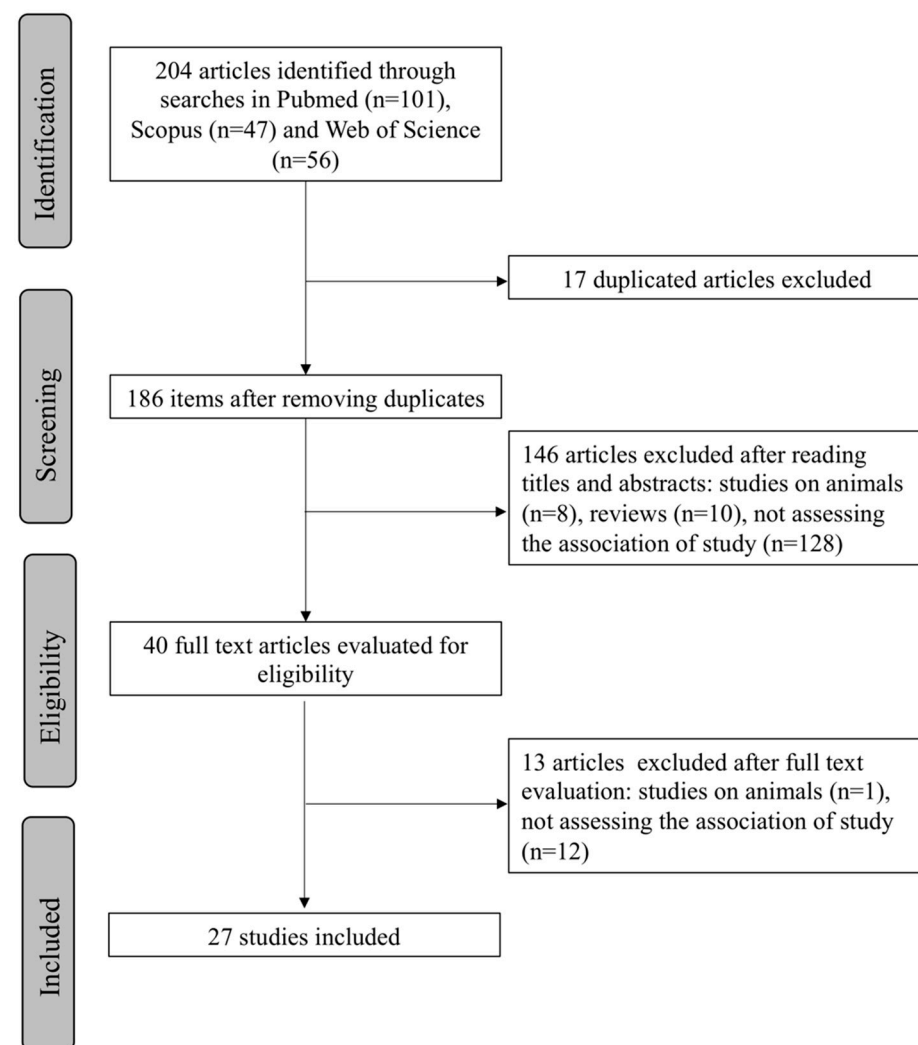 Identification
204 articles identified through
searches in Pubmed (n=101),
Scopus (n=47) and Web of Science
(n=56)
17 duplicated articles excluded
Screening
186 items after removing duplicates
146 articles excluded after reading
titles and abstracts: studies on animals
(n=8), reviews (n=10), not assessing
the association of study (n=128)
Eligibility
40 full text articles evaluated for
eligibility
13 articles excluded after full text
evaluation: studies on animals (n=1),
not assessing the association of study
(n=12)
Included
27 studies included